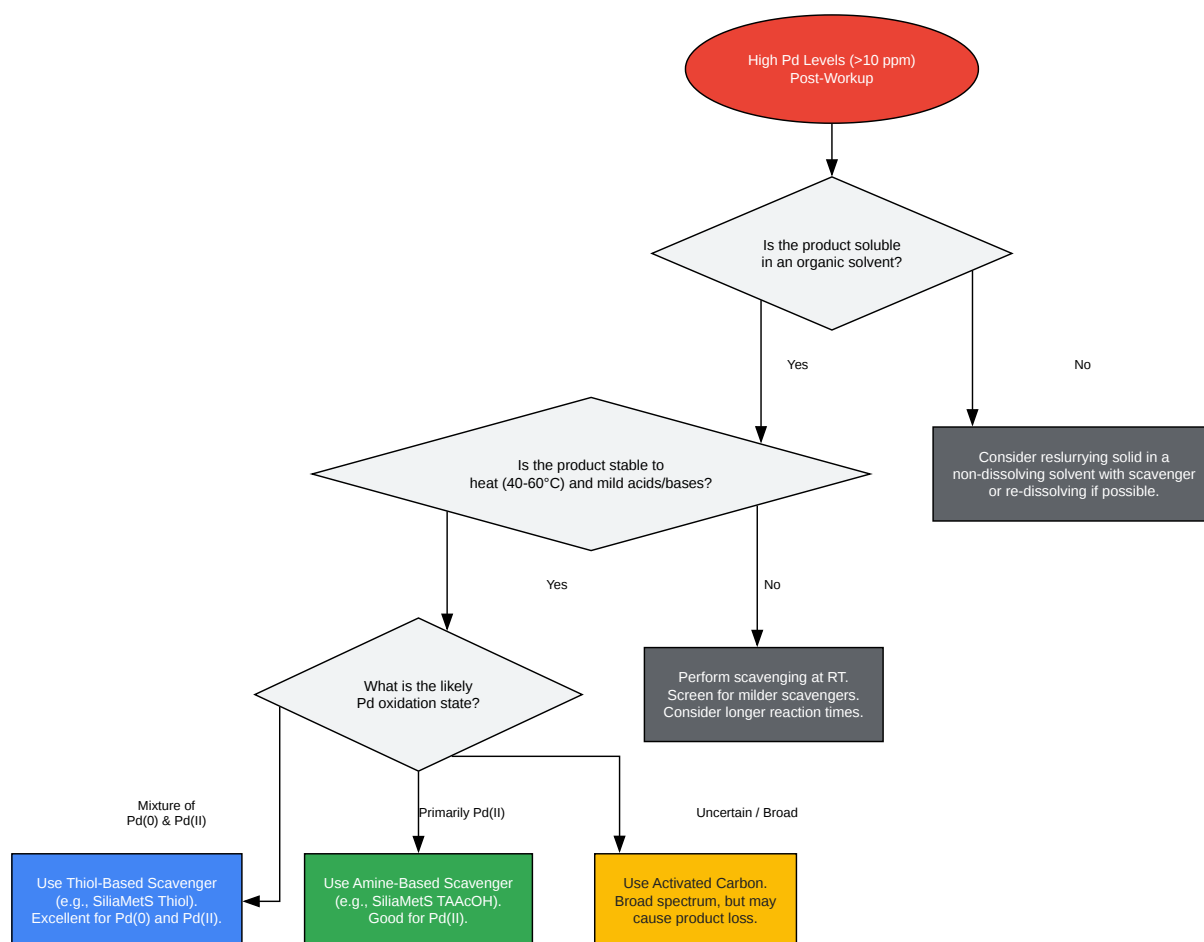 High Pd Levels (>10 ppm)
Post-Workup
Is the product soluble
in an organic solvent?
Yes
No
Consider reslurrying solid in a
non-dissolving solvent with scavenger
or re-dissolving if possible.
Is the product stable to
heat (40-60°C) and mild acids/bases?
Yes
No
Perform scavenging at RT.
Screen for milder scavengers.
Consider longer reaction times.
What is the likely
Pd oxidation state?
Mixture of
Pd(0) & Pd(II)
Primarily Pd(II)
Uncertain / Broad
Use Thiol-Based Scavenger
(e.g., SiliaMetS Thiol).
Excellent for Pd(0) and Pd(II).
Use Amine-Based Scavenger
(e.g., SiliaMetS TAAcOH).
Good for Pd(II).
Use Activated Carbon.
Broad spectrum, but may
cause product loss.